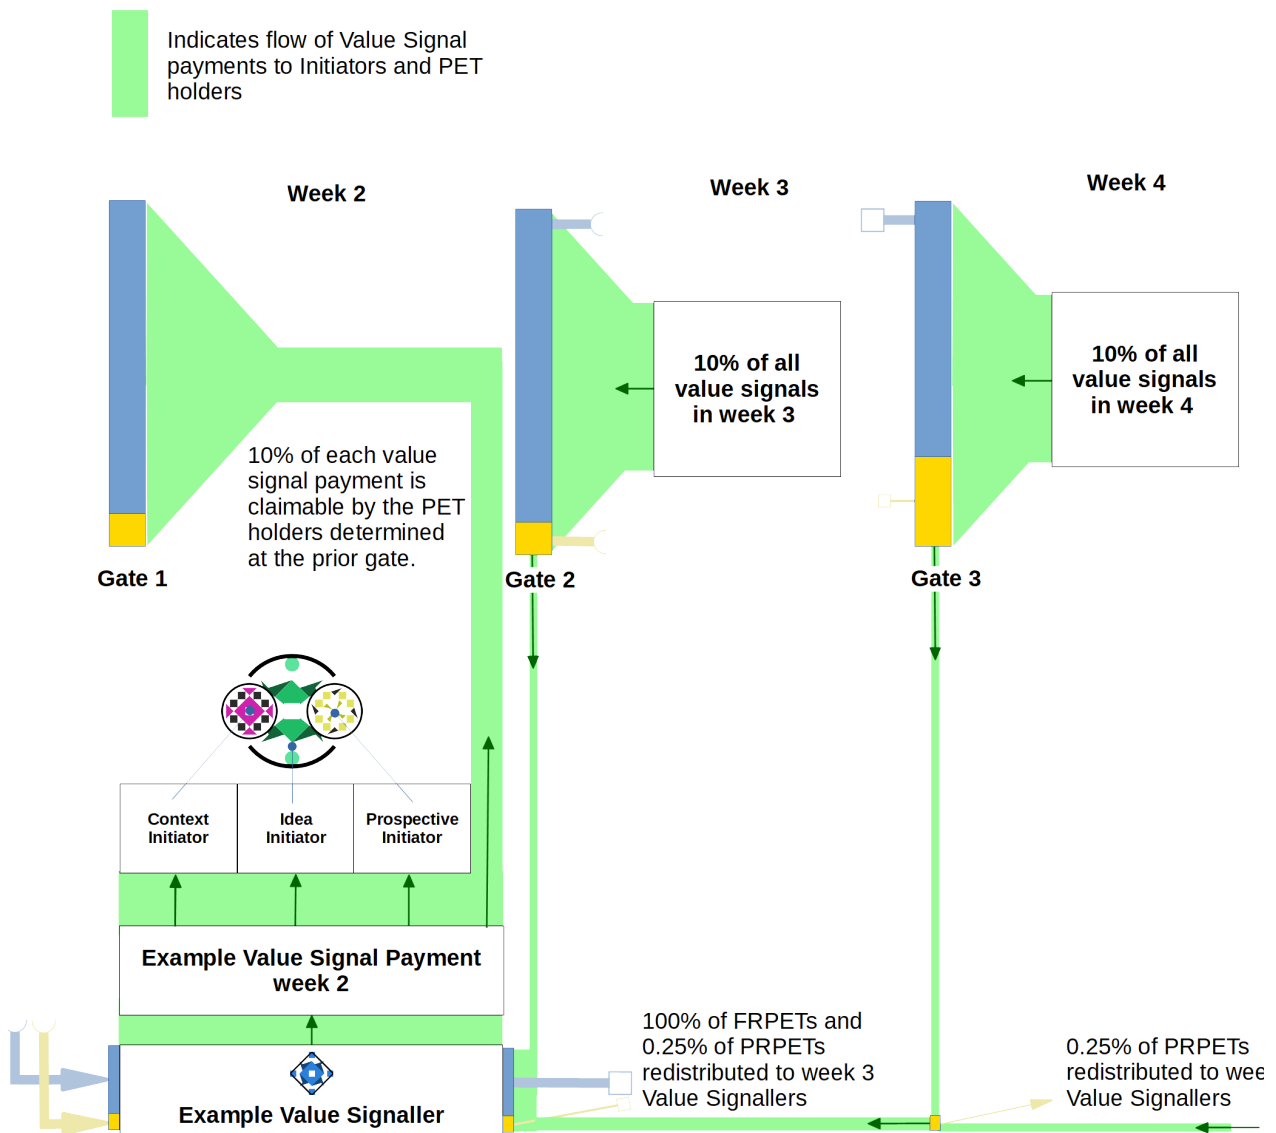 Indicates flow of Value Signal
payments to Initiators and PET
holders
Week 2
Week 3
Week 4
10% of all
value signals
in week 3
10% of all
value signals
in week 4
10% of each value
signal payment is
claimable by the PET
holders determined
at the prior gate.
Gate 1
Gate 2
Gate 3
Context
Initiator
Idea
Initiator
Prospective
Initiator
Example Value Signal Payment
week 2
100% of FRPETs and
0.25% of PRPETs
redistributed to week 3
Value Signallers
0.25% of PRPETs
redistributed to
Value Signallers
Example Value Signaller